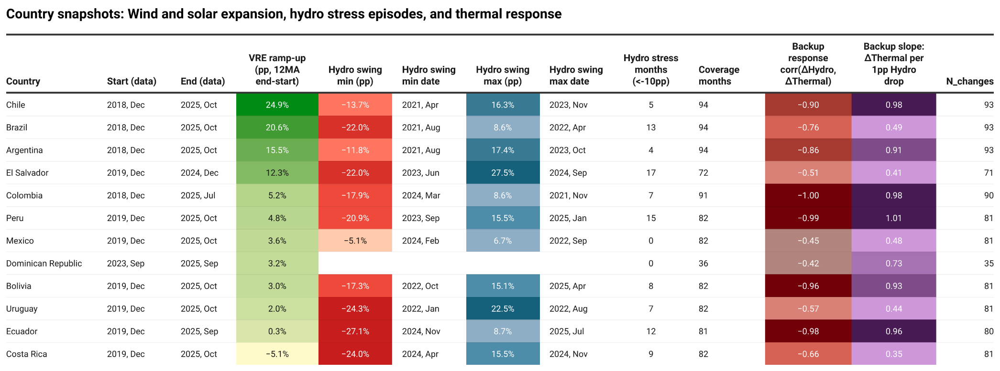 Country snapshots: Wind and solar expansion, hydro stress episodes, and thermal response
Country Start (data) End (data) VRE ramp-up (pp, 12MA end-start) Hydro swing min (pp) Hydro swing min date Hydro swing max (pp) Hydro swing max date Hydro stress months (<-10pp) Coverage months Backup response corr(ΔHydro, ΔThermal) Backup slope: ΔThermal per 1pp Hydro drop N_changes
Chile 2018, Dec 2025, Oct 24.9% −13.7% 2021, Apr 16.3% 2023, Nov 5 94 −0.90 0.98 93
Brazil 2018, Dec 2025, Oct 20.6% −22.0% 2021, Aug 8.6% 2022, Apr 13 94 −0.76 0.49 93
Argentina 2018, Dec 2025, Oct 15.5% −11.8% 2021, Aug 17.4% 2023, Oct 4 94 −0.86 0.91 93
El Salvador 2019, Dec 2024, Dec 12.3% −22.0% 2023, Jun 27.5% 2024, Sep 17 72 −0.51 0.41 71
Colombia 2018, Dec 2025, Jul 5.2% −17.9% 2024, Mar 8.6% 2021, Nov 7 91 −1.00 0.98 90
Peru 2019, Dec 2025, Oct 4.8% −20.9% 2023, Sep 15.5% 2025, Jan 15 82 −0.99 1.01 81
Mexico 2019, Dec 2025, Oct 3.6% −5.1% 2024, Feb 6.7% 2022, Sep 0 82 −0.45 0.48 81
Dominican Republic 2023, Sep 2025, Sep 3.2% 0 36 −0.42 0.73 35
Bolivia 2019, Dec 2025, Oct 3.0% −17.3% 2022, Oct 15.1% 2025, Apr 8 82 −0.96 0.93 81
Uruguay 2019, Dec 2025, Oct 2.0% −24.3% 2022, Jan 22.5% 2022, Aug 7 82 −0.57 0.44 81
Ecuador 2019, Dec 2025, Sep 0.3% −27.1% 2024, Nov 8.7% 2025, Jul 12 81 −0.98 0.96 80
Costa Rica 2019, Dec 2025, Oct −5.1% −24.0% 2024, Apr 15.5% 2024, Nov 9 82 −0.66 0.35 81